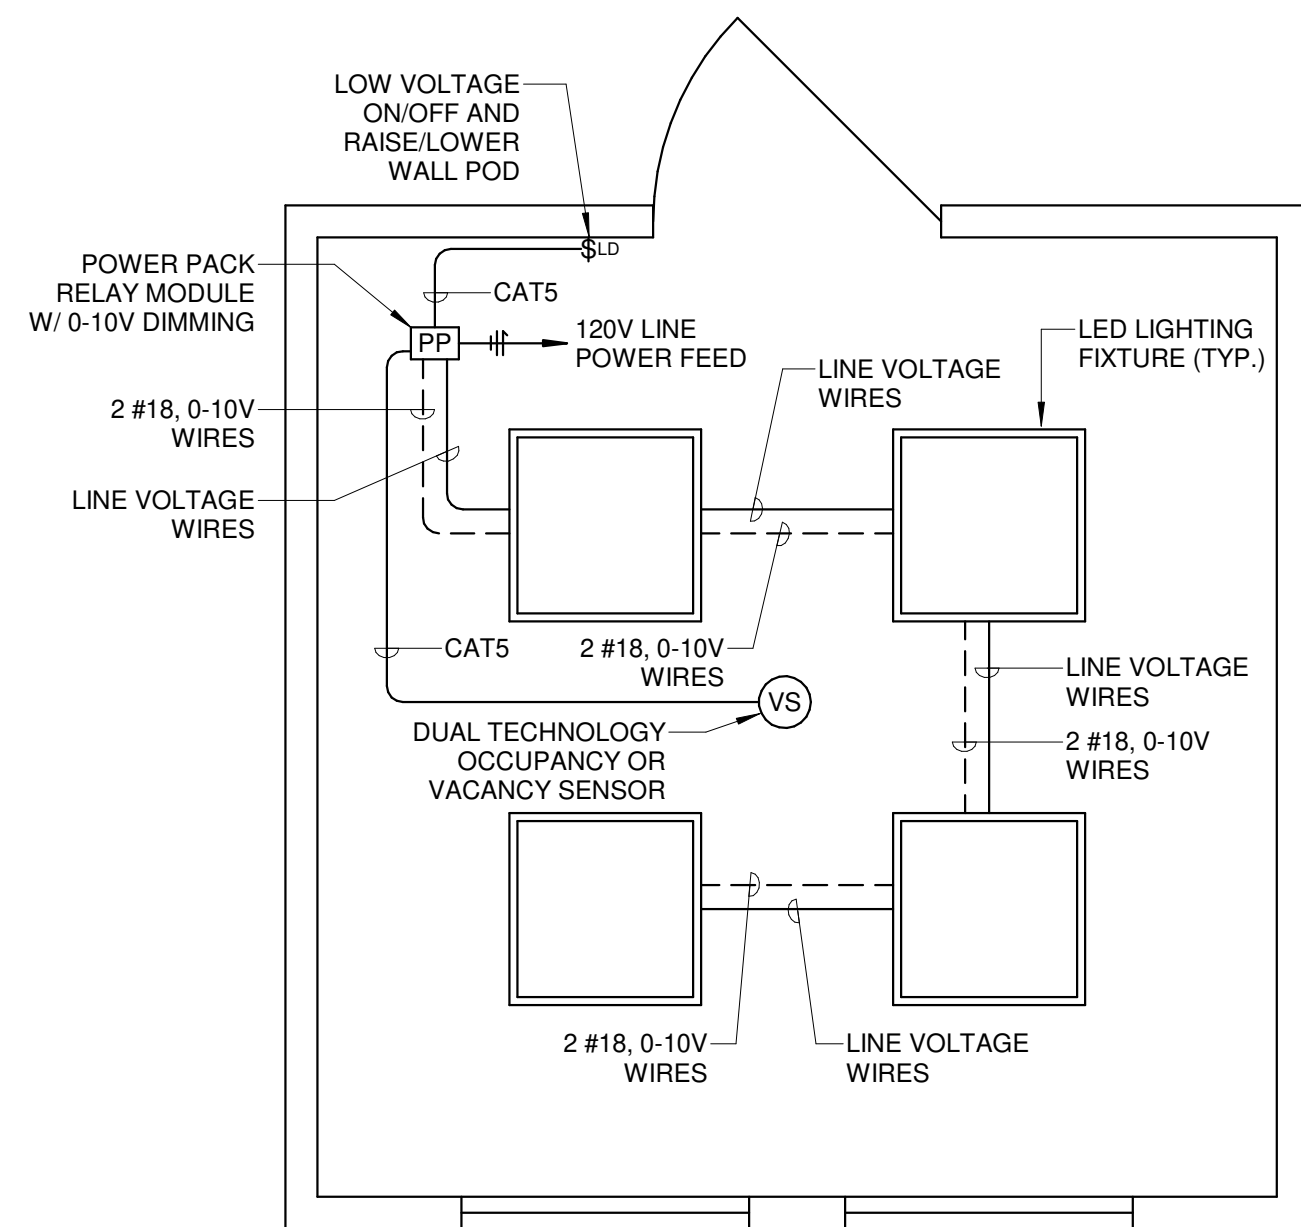 LOW VOLTAGE
ON/OFF AND
RAISE/LOWER
WALL POD
$LD
POWER PACK
RELAY MODULE
W/ 0-10V DIMMING
CAT5
PP
120V LINE
POWER FEED
LED LIGHTING
FIXTURE (TYP.)
LINE VOLTAGE
WIRES
2 #18, 0-10V
WIRES
LINE VOLTAGE
WIRES
CAT5
2 #18, 0-10V
WIRES
LINE VOLTAGE
WIRES
VS
DUAL TECHNOLOGY
OCCUPANCY OR
VACANCY SENSOR
2 #18, 0-10V
WIRES
2 #18, 0-10V
WIRES
LINE VOLTAGE
WIRES